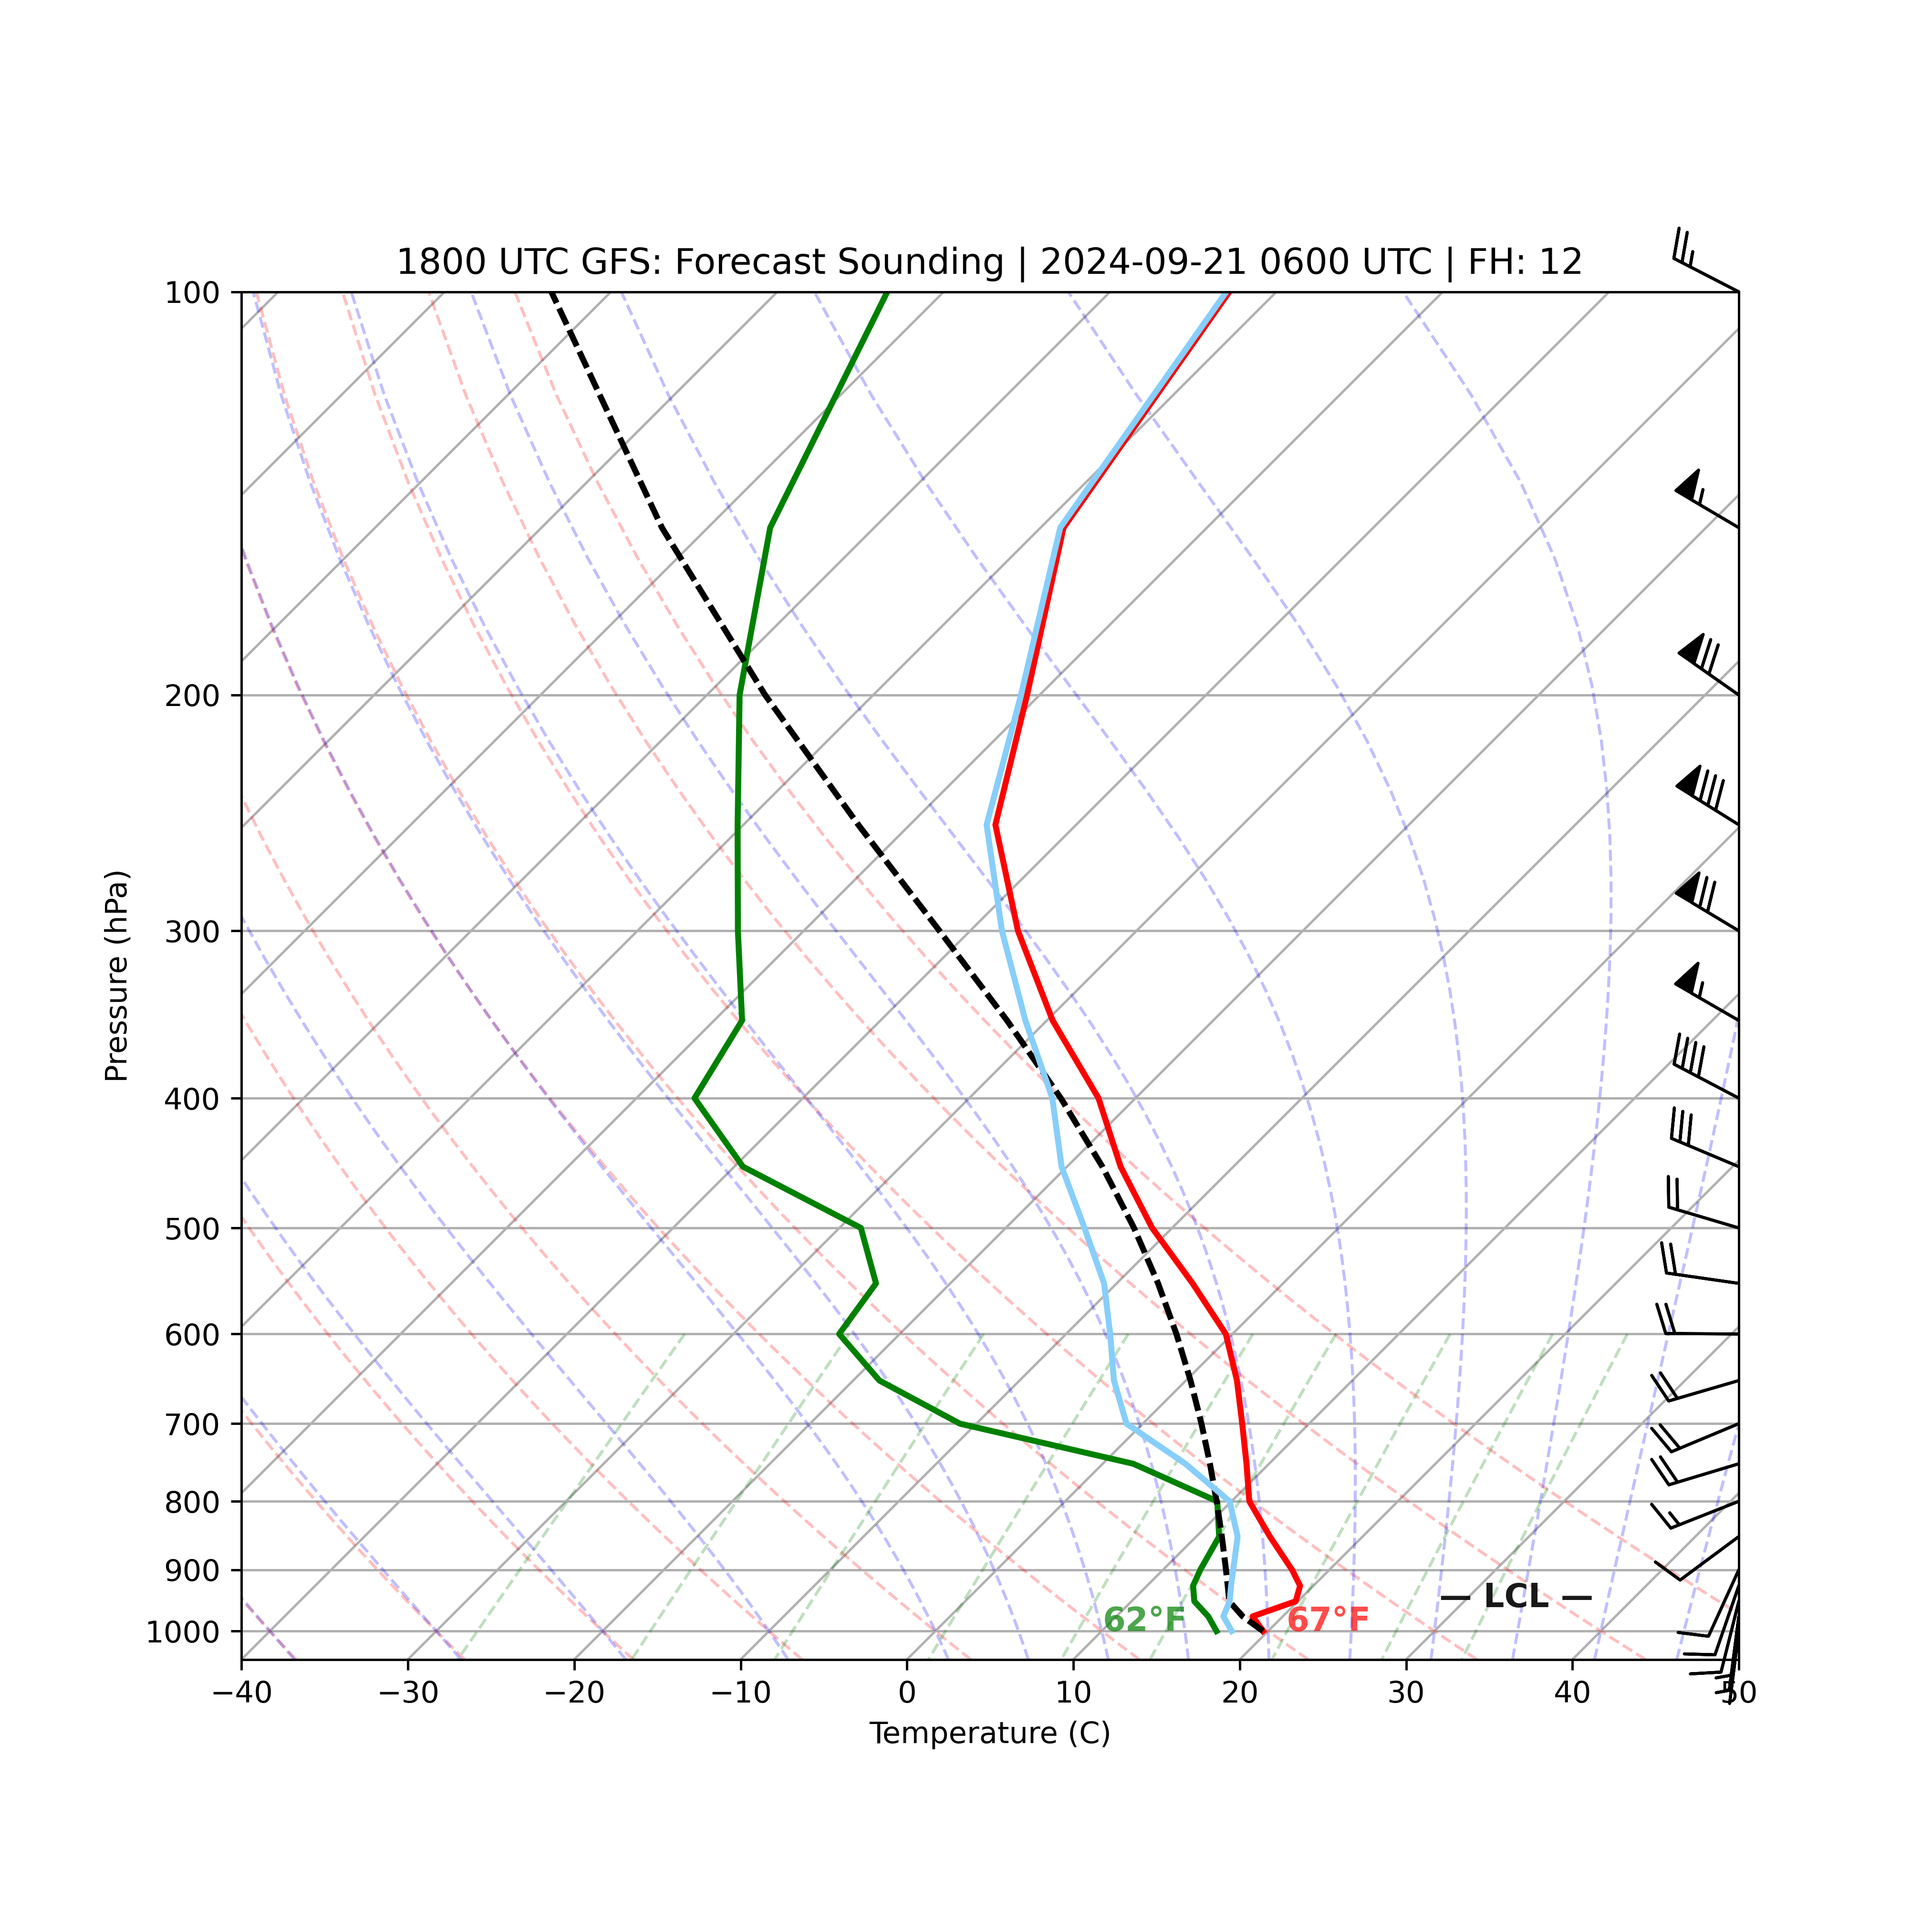 1800 UTC GFS: Forecast Sounding | 2024-09-21 0600 UTC | FH: 12
100
200
300
400
500
600
700
800
900
1000
Pressure (hPa)
— LCL —
62°F
67°F
−40 −30 −20 −10 0 10 20 30 40 50
Temperature (C)